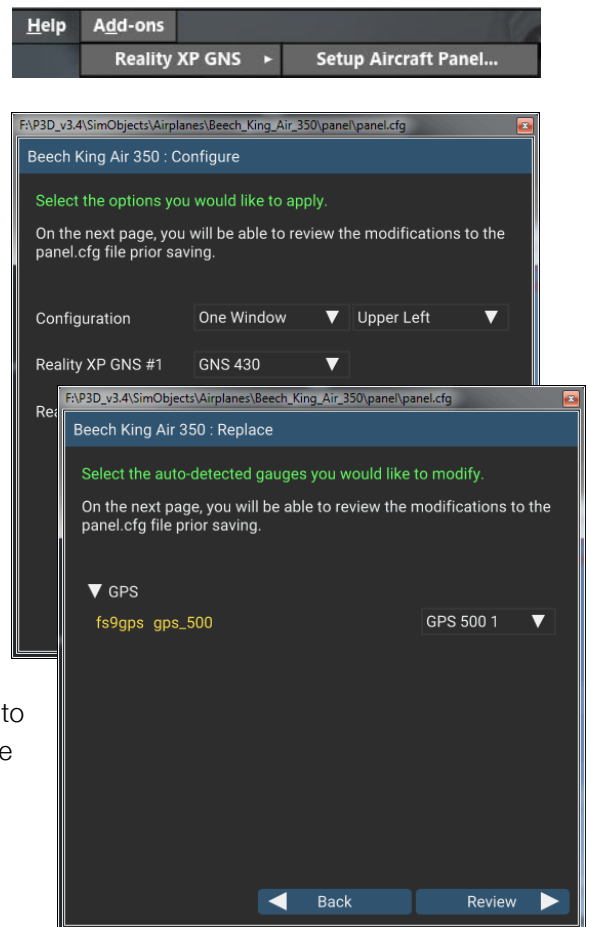 Help Add-ons
Reality XP GNS Setup Aircraft Panel...
F:\P3D_v3.4\SimObjects\Airplanes\Beech_King_Air_350\panel\panel.cfg
Beech King Air 350 : Configure
Select the options you would like to apply.
On the next page, you will be able to review the modifications to the
panel.cfg file prior saving.
Configuration One Window Upper Left
Reality XP GNS #1 GNS 430
Rea
F:\P3D_v3.4\SimObjects\Airplanes\Beech_King_Air_350\panel\panel.cfg
Beech King Air 350 : Replace
Select the auto-detected gauges you would like to modify.
On the next page, you will be able to review the modifications to the
panel.cfg file prior saving.
GPS
fs9gps gps_500 GPS 500 1
to
e
Back Review